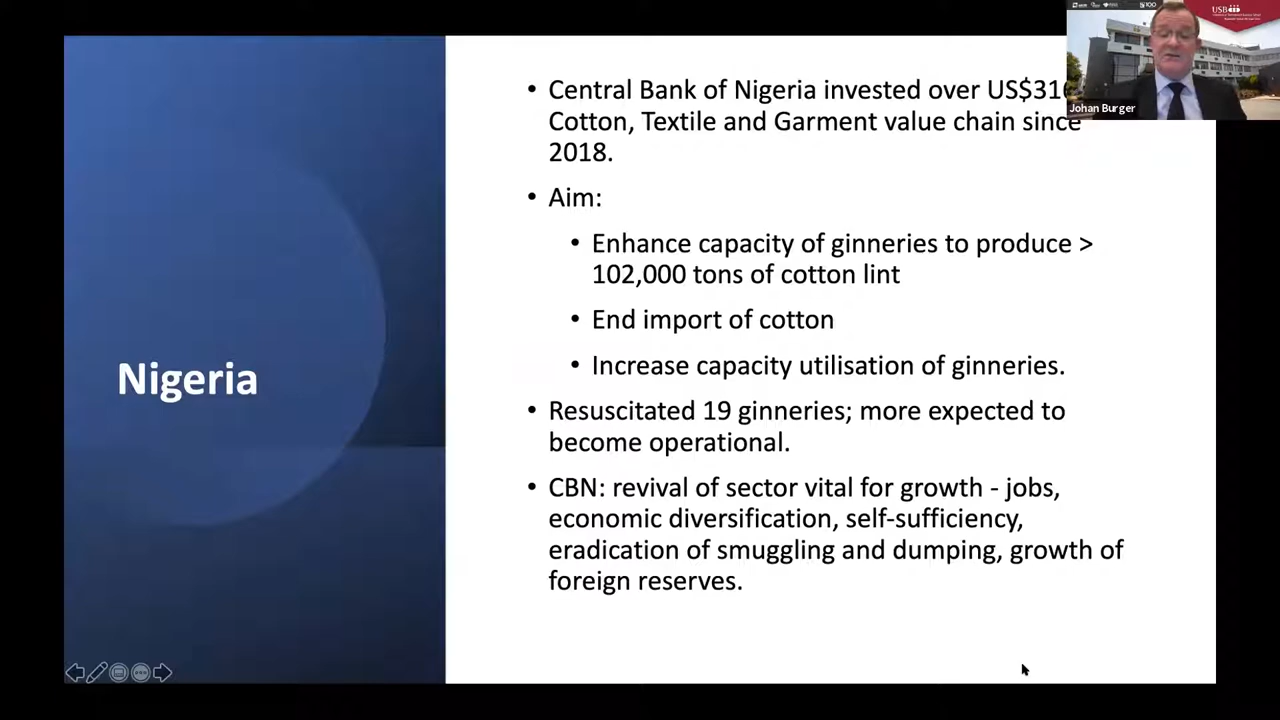 • Central Bank of Nigeria invested over
Cotton, Textile and Garment value chain since
2018.
• Aim:
• Enhance capacity of ginneries to produce >
102,000 tons of cotton lint
• End import of cotton
• Increase capacity utilisation of ginneries.
• Resuscitated 19 ginneries; more expected to
become operational.
• CBN: revival of sector vital for growth - jobs,
economic diversification, self-sufficiency,
eradication of smuggling and dumping, growth of
foreign reserves.
Nigeria
USB
Johan Burger